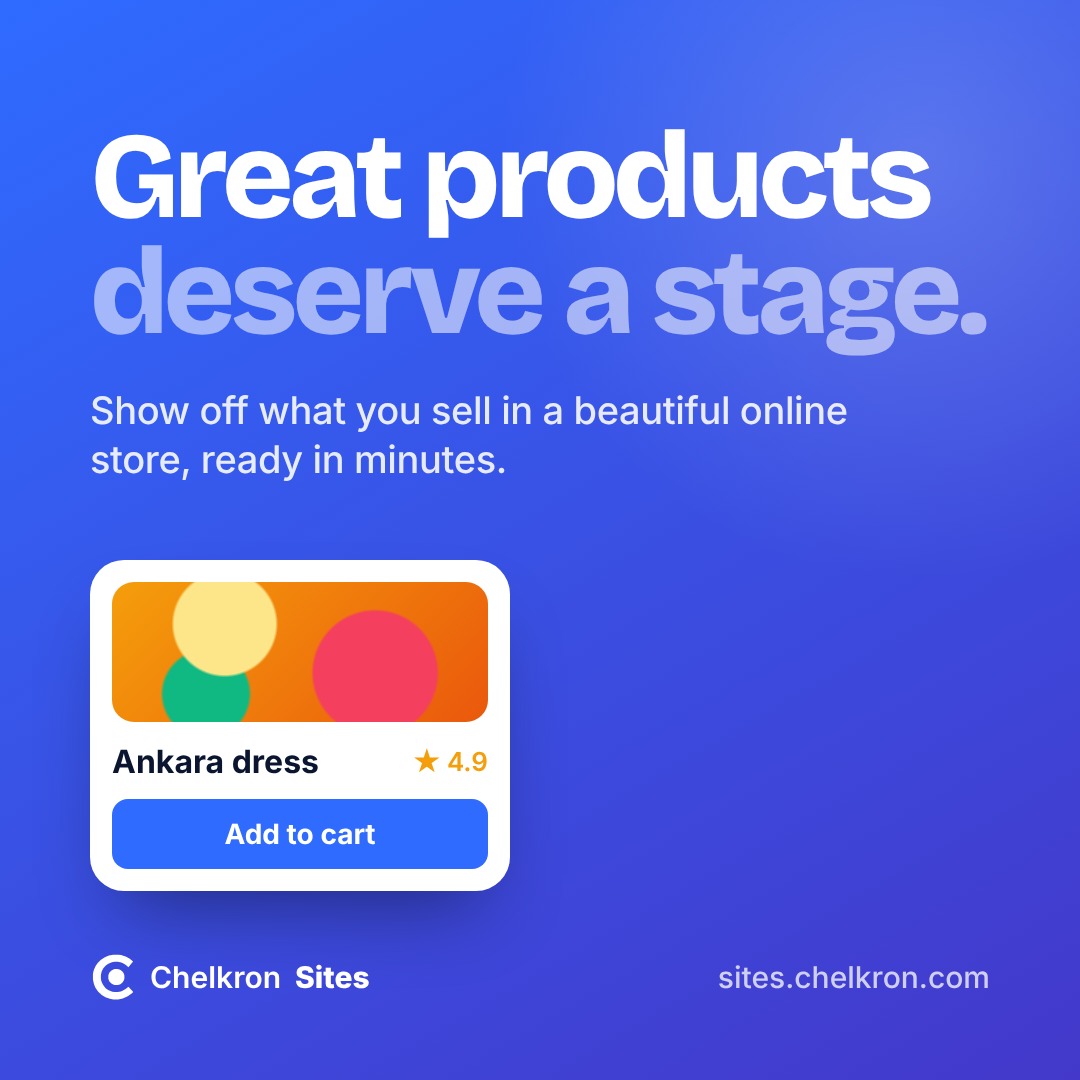 Great products
deserve a stage.
Show off what you sell in a beautiful online
store, ready in minutes.
Ankara dress ★ 4.9
Add to cart
Chelkron Sites
sites.chelkron.com